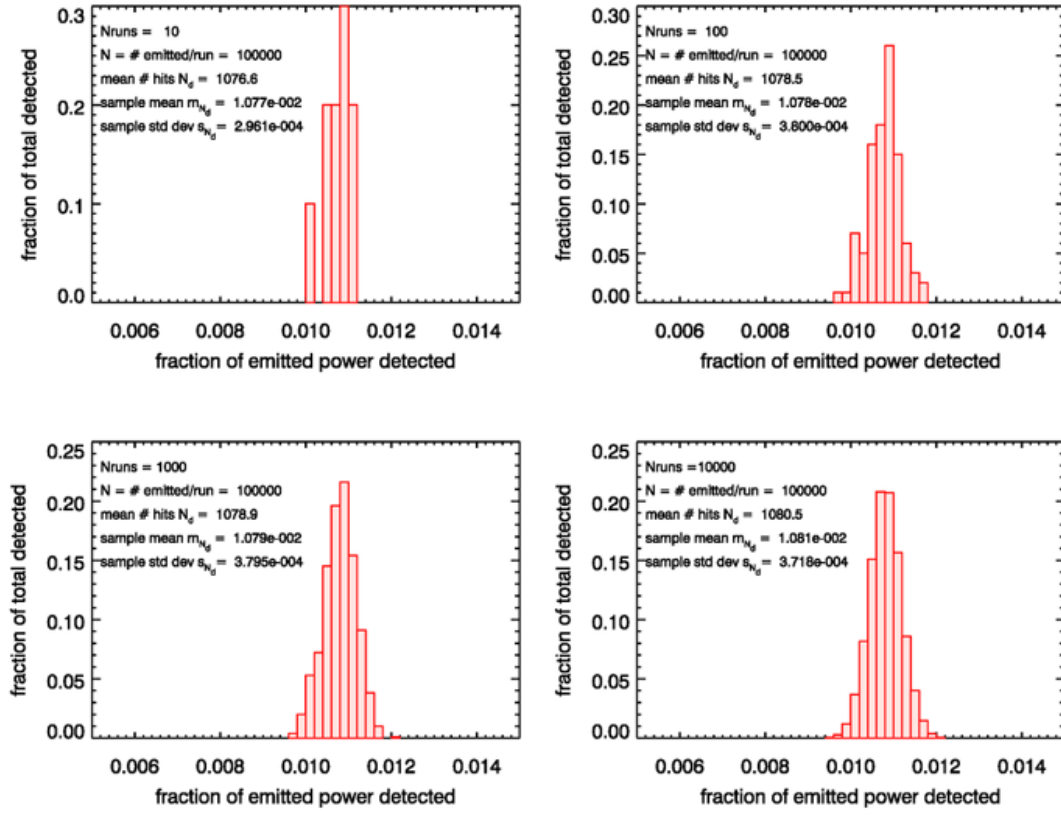 0.3
Nruns = 10
N = # emitted/run = 100000
mean # hits N_d = 1076.6
sample mean m_N_d = 1.077e-002
sample std dev s_N_d = 2.961e-004
0.2
0.1
0.0
fraction of total detected
0.006 0.008 0.010 0.012 0.014
fraction of emitted power detected
0.30
Nruns = 100
N = # emitted/run = 100000
mean # hits N_d = 1078.5
sample mean m_N_d = 1.078e-002
sample std dev s_N_d = 3.800e-004
0.25
0.20
0.15
0.10
0.05
0.00
fraction of total detected
0.006 0.008 0.010 0.012 0.014
fraction of emitted power detected
0.25
Nruns = 1000
N = # emitted/run = 100000
mean # hits N_d = 1078.9
sample mean m_N_d = 1.079e-002
sample std dev s_N_d = 3.795e-004
0.20
0.15
0.10
0.05
0.00
fraction of total detected
0.006 0.008 0.010 0.012 0.014
fraction of emitted power detected
0.25
Nruns =10000
N = # emitted/run = 100000
mean # hits N_d = 1080.5
sample mean m_N_d = 1.081e-002
sample std dev s_N_d = 3.718e-004
0.20
0.15
0.10
0.05
0.00
fraction of total detected
0.006 0.008 0.010 0.012 0.014
fraction of emitted power detected